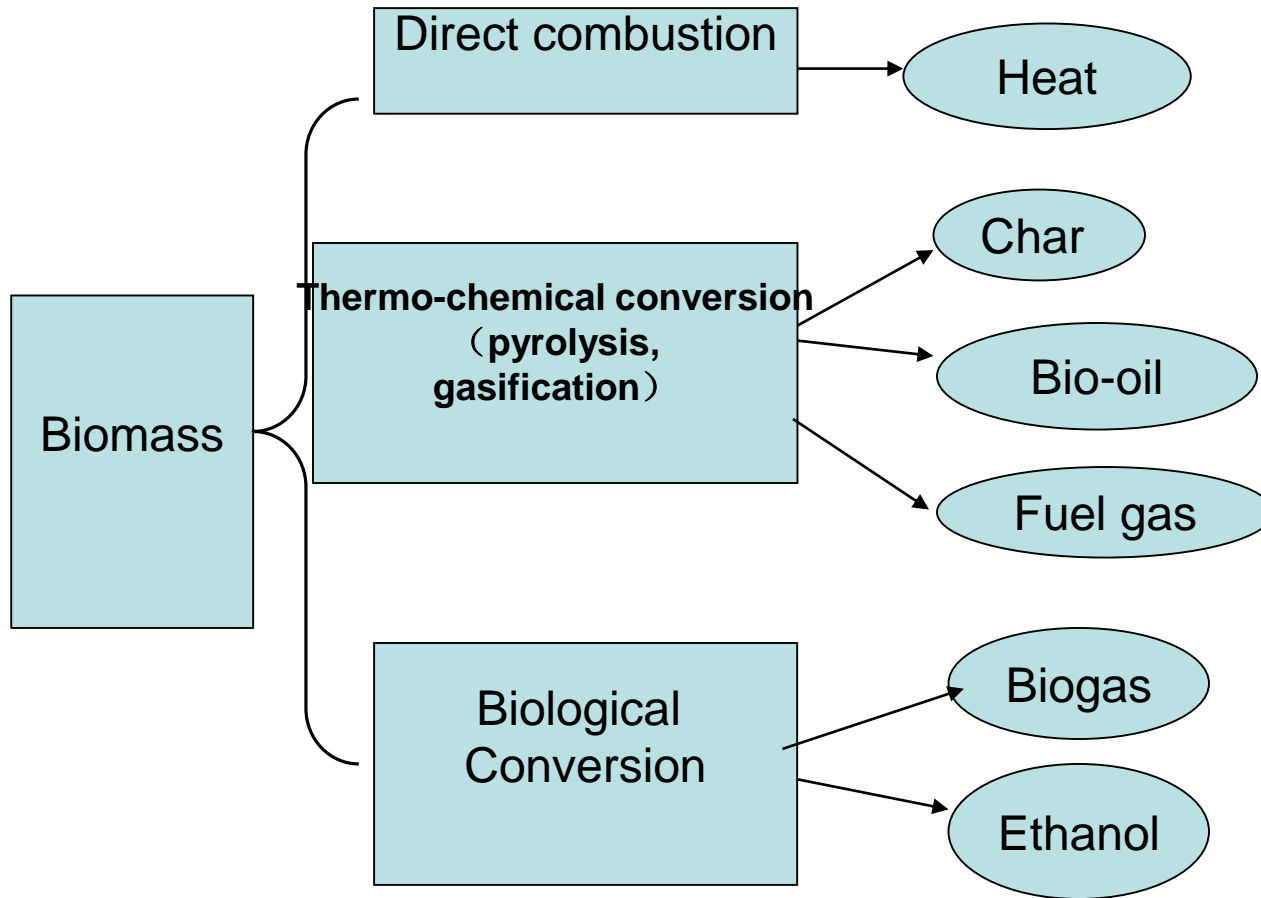 Direct combustion
Heat
Char
Thermo-chemical conversion
（pyrolysis,
gasification）
Bio-oil
Biomass
Fuel gas
Biogas
Biological
Conversion
Ethanol